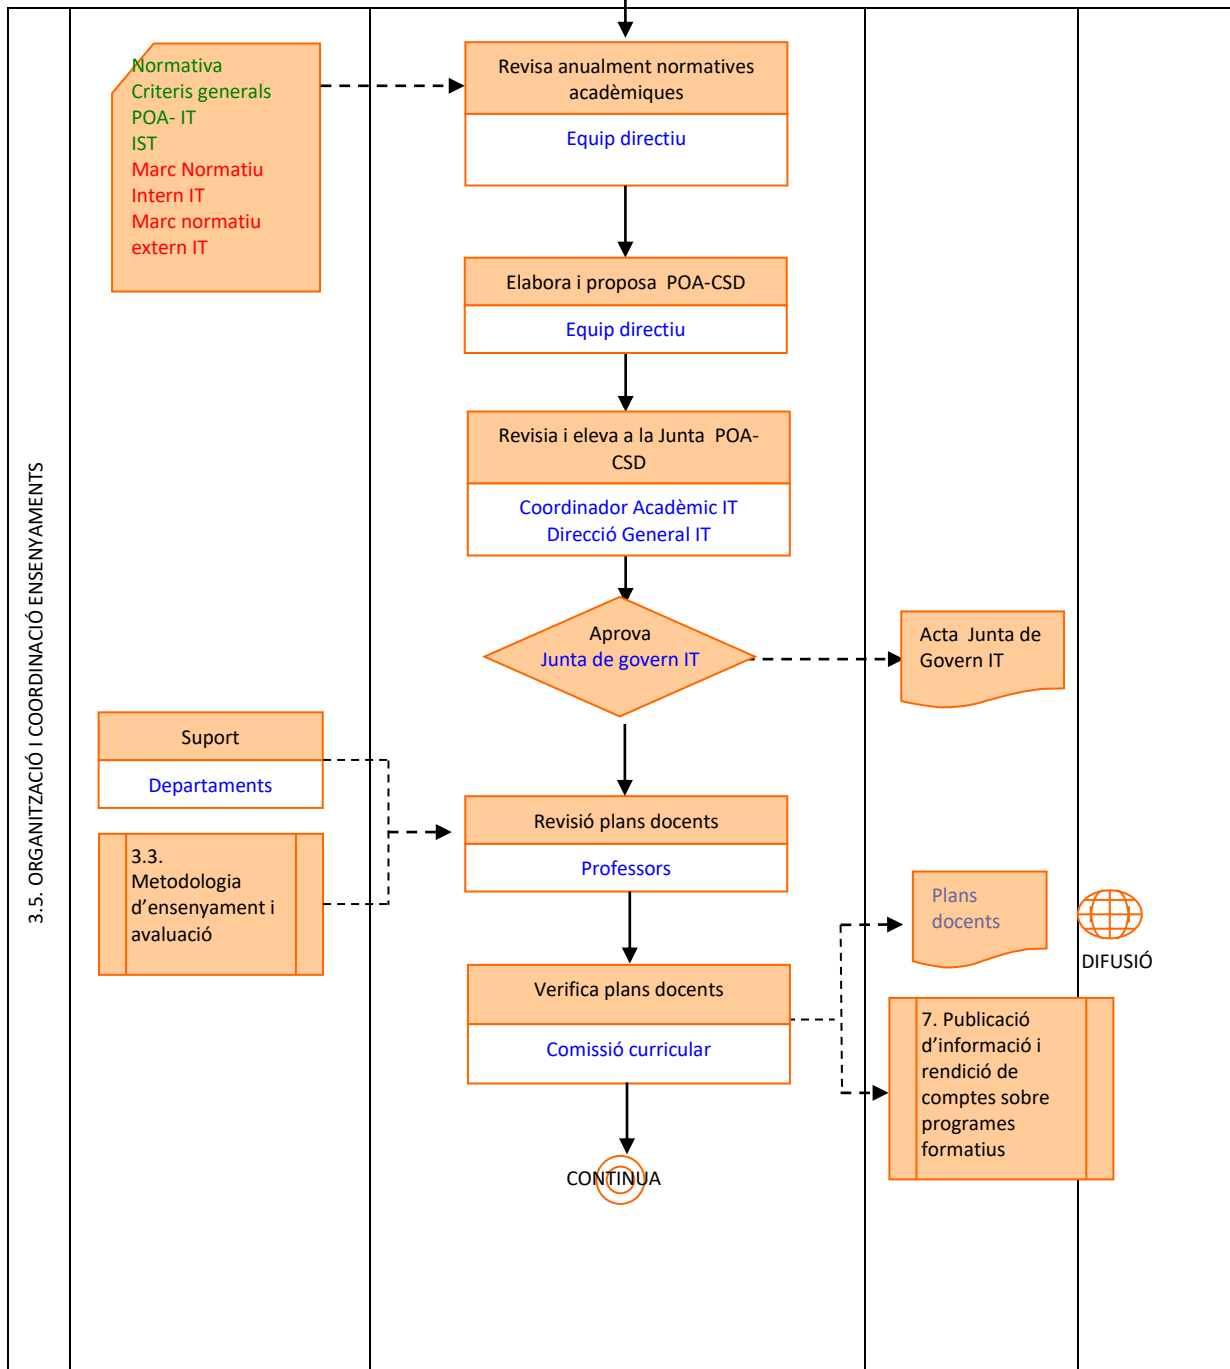 3.5. ORGANITZACIÓ I COORDINACIÓ ENSENYAMENTS
Normativa
Criteris generals
POA- IT
IST
Marc Normatiu
Intern IT
Marc normatiu
extern IT
Revisa anualment normatives
acadèmiques
Equip directiu
Elabora i proposa POA-CSD
Equip directiu
Revisia i eleva a la Junta POA-
CSD
Coordinador Acadèmic IT
Direcció General IT
Aprova
Junta de govern IT
Acta Junta de
Govern IT
Suport
Departaments
3.3.
Metodologia
d’ensenyament i
avaluació
Revisió plans docents
Professors
Verifica plans docents
Comissió curricular
Plans
docents
DIFUSIÓ
7. Publicació
d’informació i
rendició de
comptes sobre
programes
formatius
CONTINUA